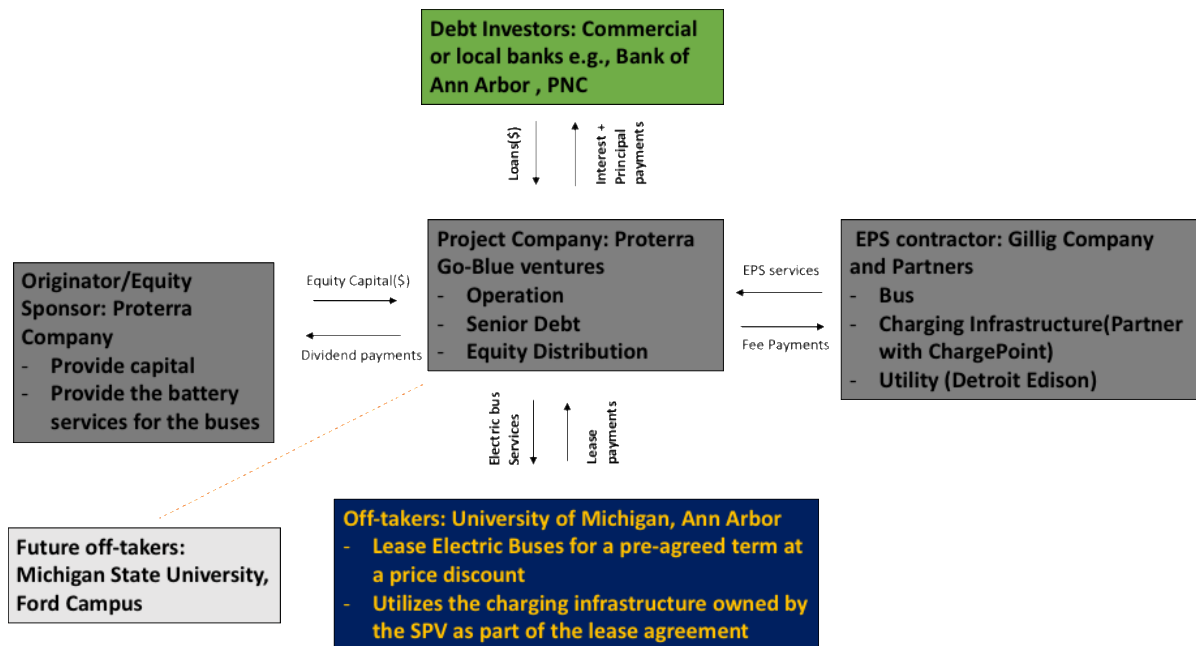 Debt Investors: Commercial
or local banks e.g., Bank of
Ann Arbor , PNC
Loans($)
Interest +
Principal
payments
Project Company: Proterra
Go-Blue ventures
- Operation
- Senior Debt
- Equity Distribution
EPS contractor: Gillig Company
and Partners
- Bus
- Charging Infrastructure(Partner
with ChargePoint)
- Utility (Detroit Edison)
Originator/Equity
Sponsor: Proterra
Company
- Provide capital
- Provide the battery
services for the buses
Equity Capital($)
Dividend payments
EPS services
Fee Payments
Electric bus
Services
Lease
payments
Off-takers: University of Michigan, Ann Arbor
- Lease Electric Buses for a pre-agreed term at
a price discount
- Utilizes the charging infrastructure owned by
the SPV as part of the lease agreement
Future off-takers:
Michigan State University,
Ford Campus